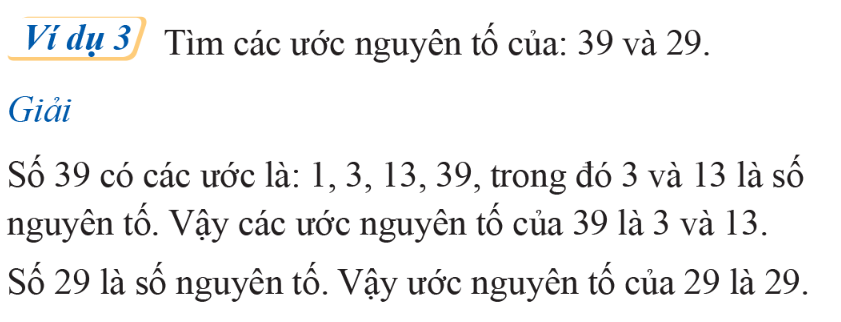 Ví dụ 3 Tìm các ước nguyên tố của: 39 và 29.
Giải
Số 39 có các ước là: 1, 3, 13, 39, trong đó 3 và 13 là số
nguyên tố. Vậy các ước nguyên tố của 39 là 3 và 13.
Số 29 là số nguyên tố. Vậy ước nguyên tố của 29 là 29.